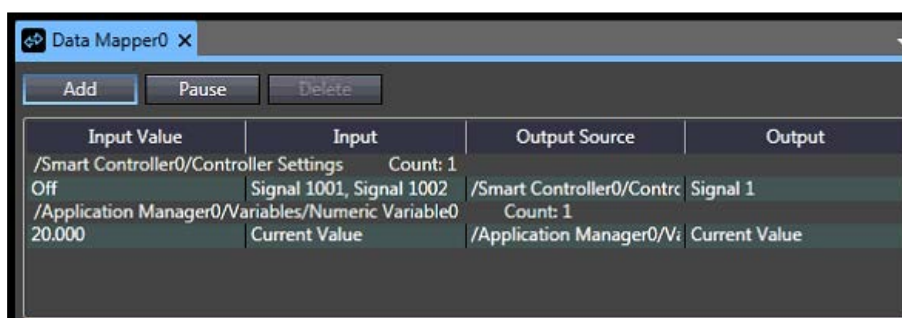 Data Mapper0
Add Pause Delete
Input Value Input Output Source Output
/Smart Controller0/Controller Settings Count: 1
Off Signal 1001, Signal 1002 /Smart Controller0/Contrc Signal 1
/Application Manager0/Variables/Numeric Variable0 Count: 1
20.000 Current Value /Application Manager0/Va Current Value